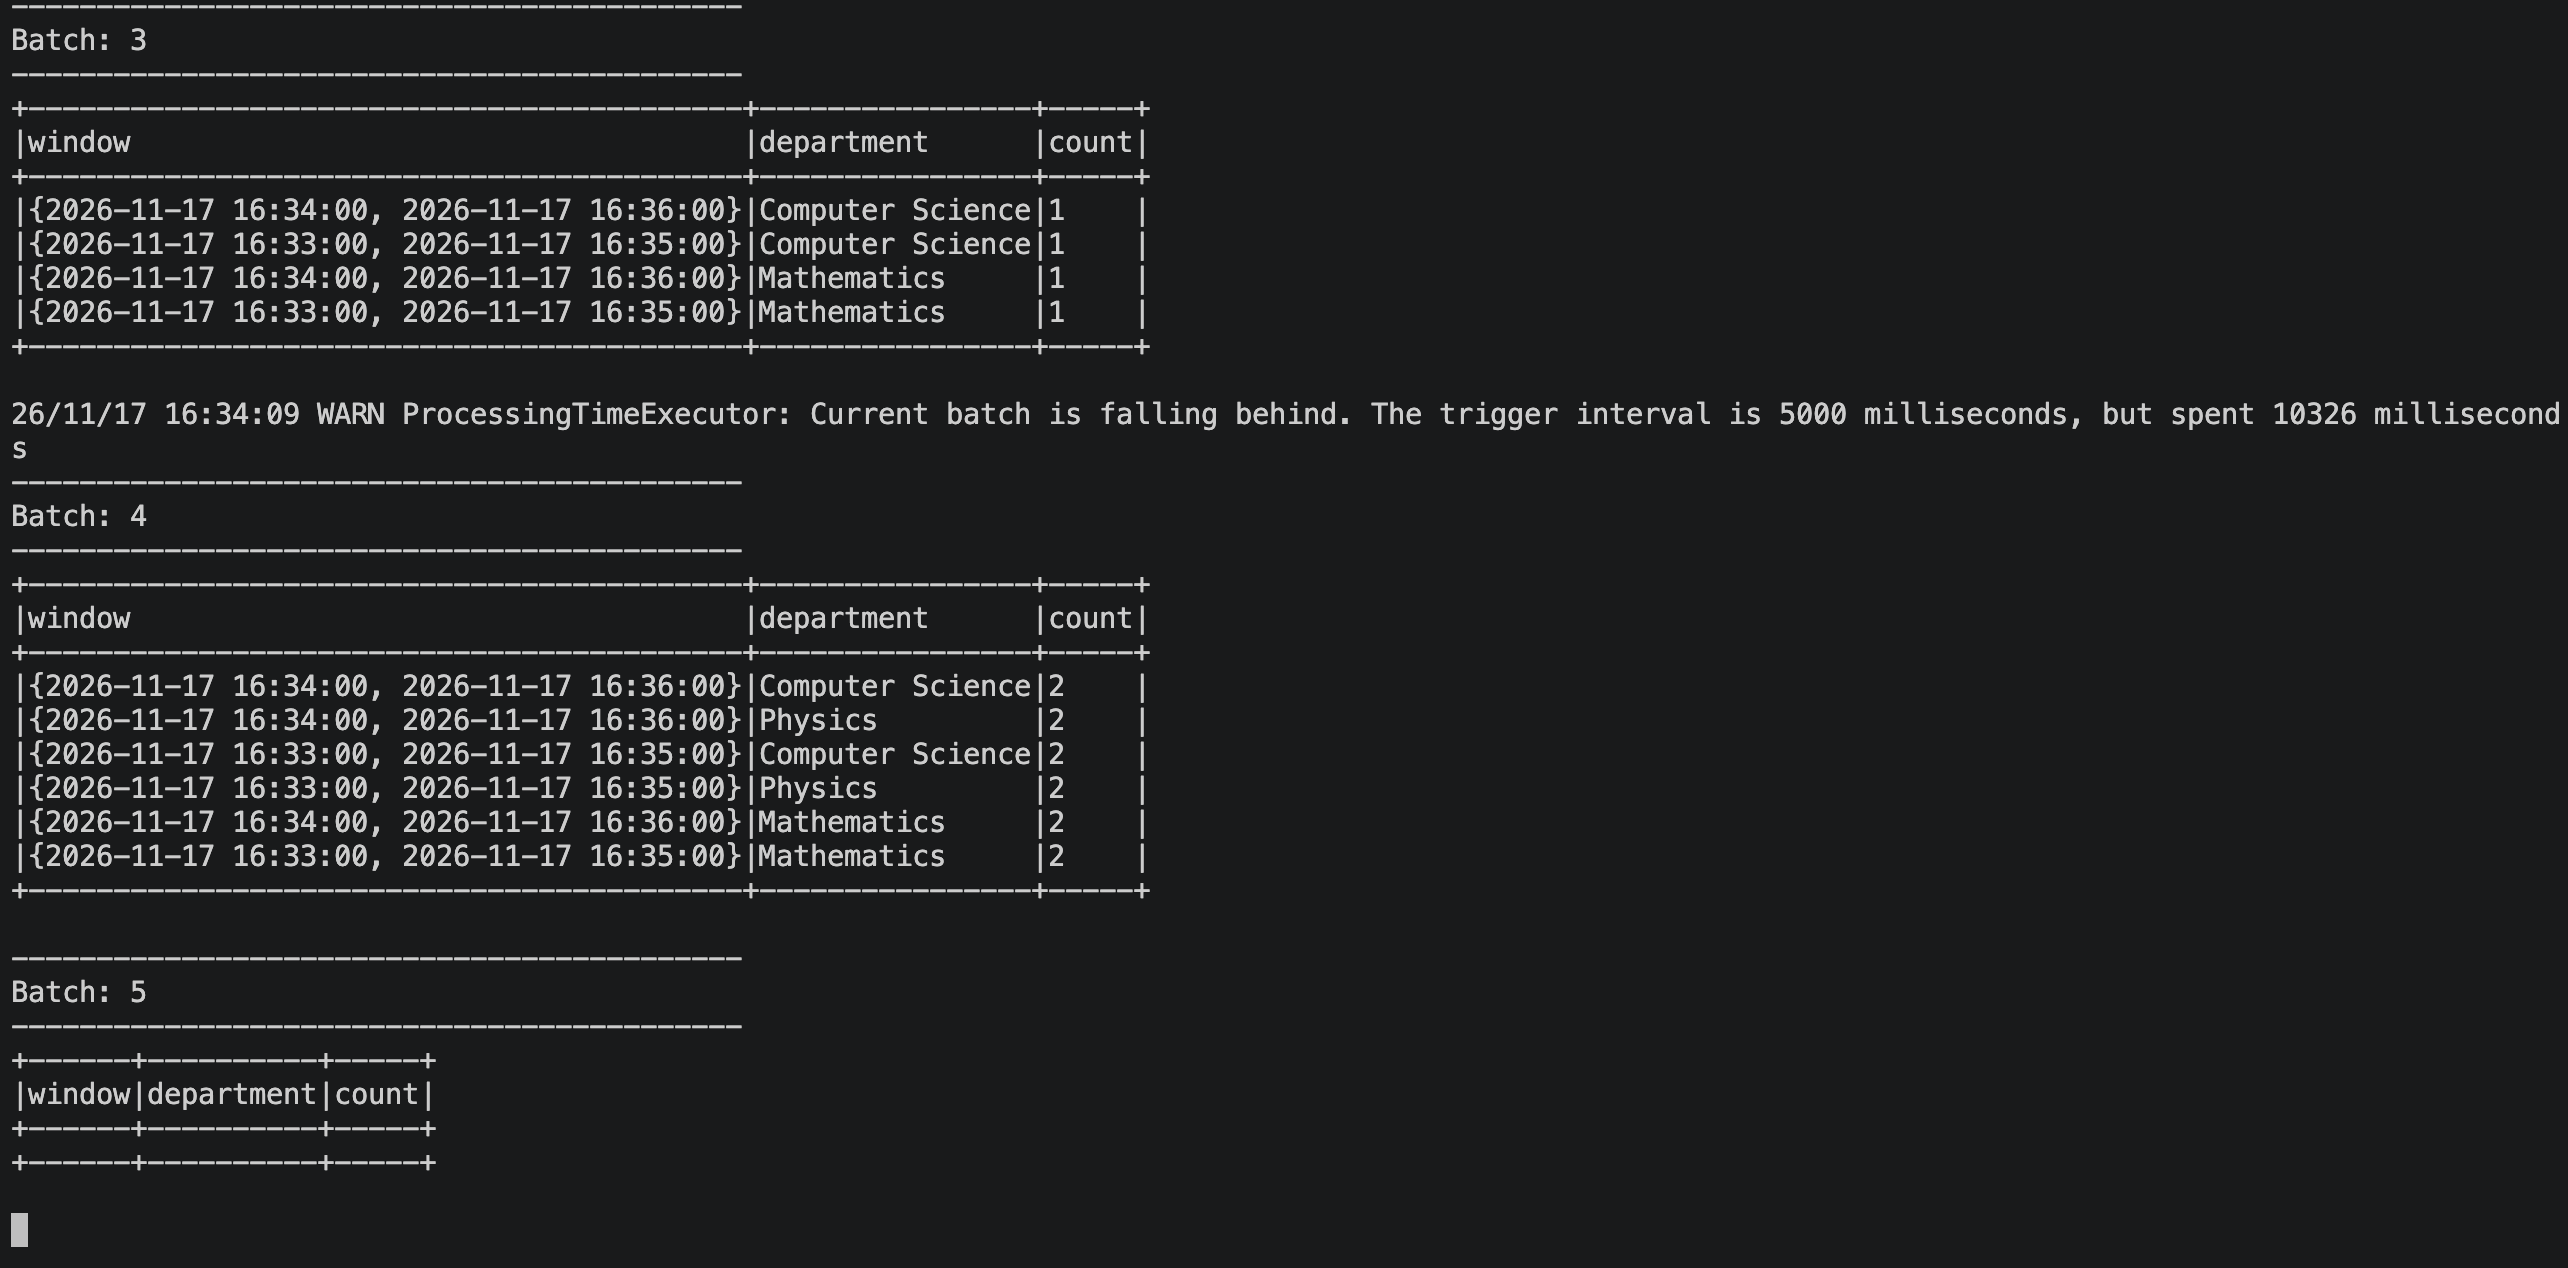 -------------------------------------------
Batch: 3
-------------------------------------------
+------------------------------------------+----------------+-----+
|window                                    |department      |count|
+------------------------------------------+----------------+-----+
|{2026-11-17 16:34:00, 2026-11-17 16:36:00}|Computer Science|1    |
|{2026-11-17 16:33:00, 2026-11-17 16:35:00}|Computer Science|1    |
|{2026-11-17 16:34:00, 2026-11-17 16:36:00}|Mathematics     |1    |
|{2026-11-17 16:33:00, 2026-11-17 16:35:00}|Mathematics     |1    |
+------------------------------------------+----------------+-----+
26/11/17 16:34:09 WARN ProcessingTimeExecutor: Current batch is falling behind. The trigger interval is 5000 milliseconds, but spent 10326 millisecond
s
-------------------------------------------
Batch: 4
-------------------------------------------
+------------------------------------------+----------------+-----+
|window                                    |department      |count|
+------------------------------------------+----------------+-----+
|{2026-11-17 16:34:00, 2026-11-17 16:36:00}|Computer Science|2    |
|{2026-11-17 16:34:00, 2026-11-17 16:36:00}|Physics         |2    |
|{2026-11-17 16:33:00, 2026-11-17 16:35:00}|Computer Science|2    |
|{2026-11-17 16:33:00, 2026-11-17 16:35:00}|Physics         |2    |
|{2026-11-17 16:34:00, 2026-11-17 16:36:00}|Mathematics     |2    |
|{2026-11-17 16:33:00, 2026-11-17 16:35:00}|Mathematics     |2    |
+------------------------------------------+----------------+-----+
-------------------------------------------
Batch: 5
-------------------------------------------
+------+----------+-----+
|window|department|count|
+------+----------+-----+
+------+----------+-----+